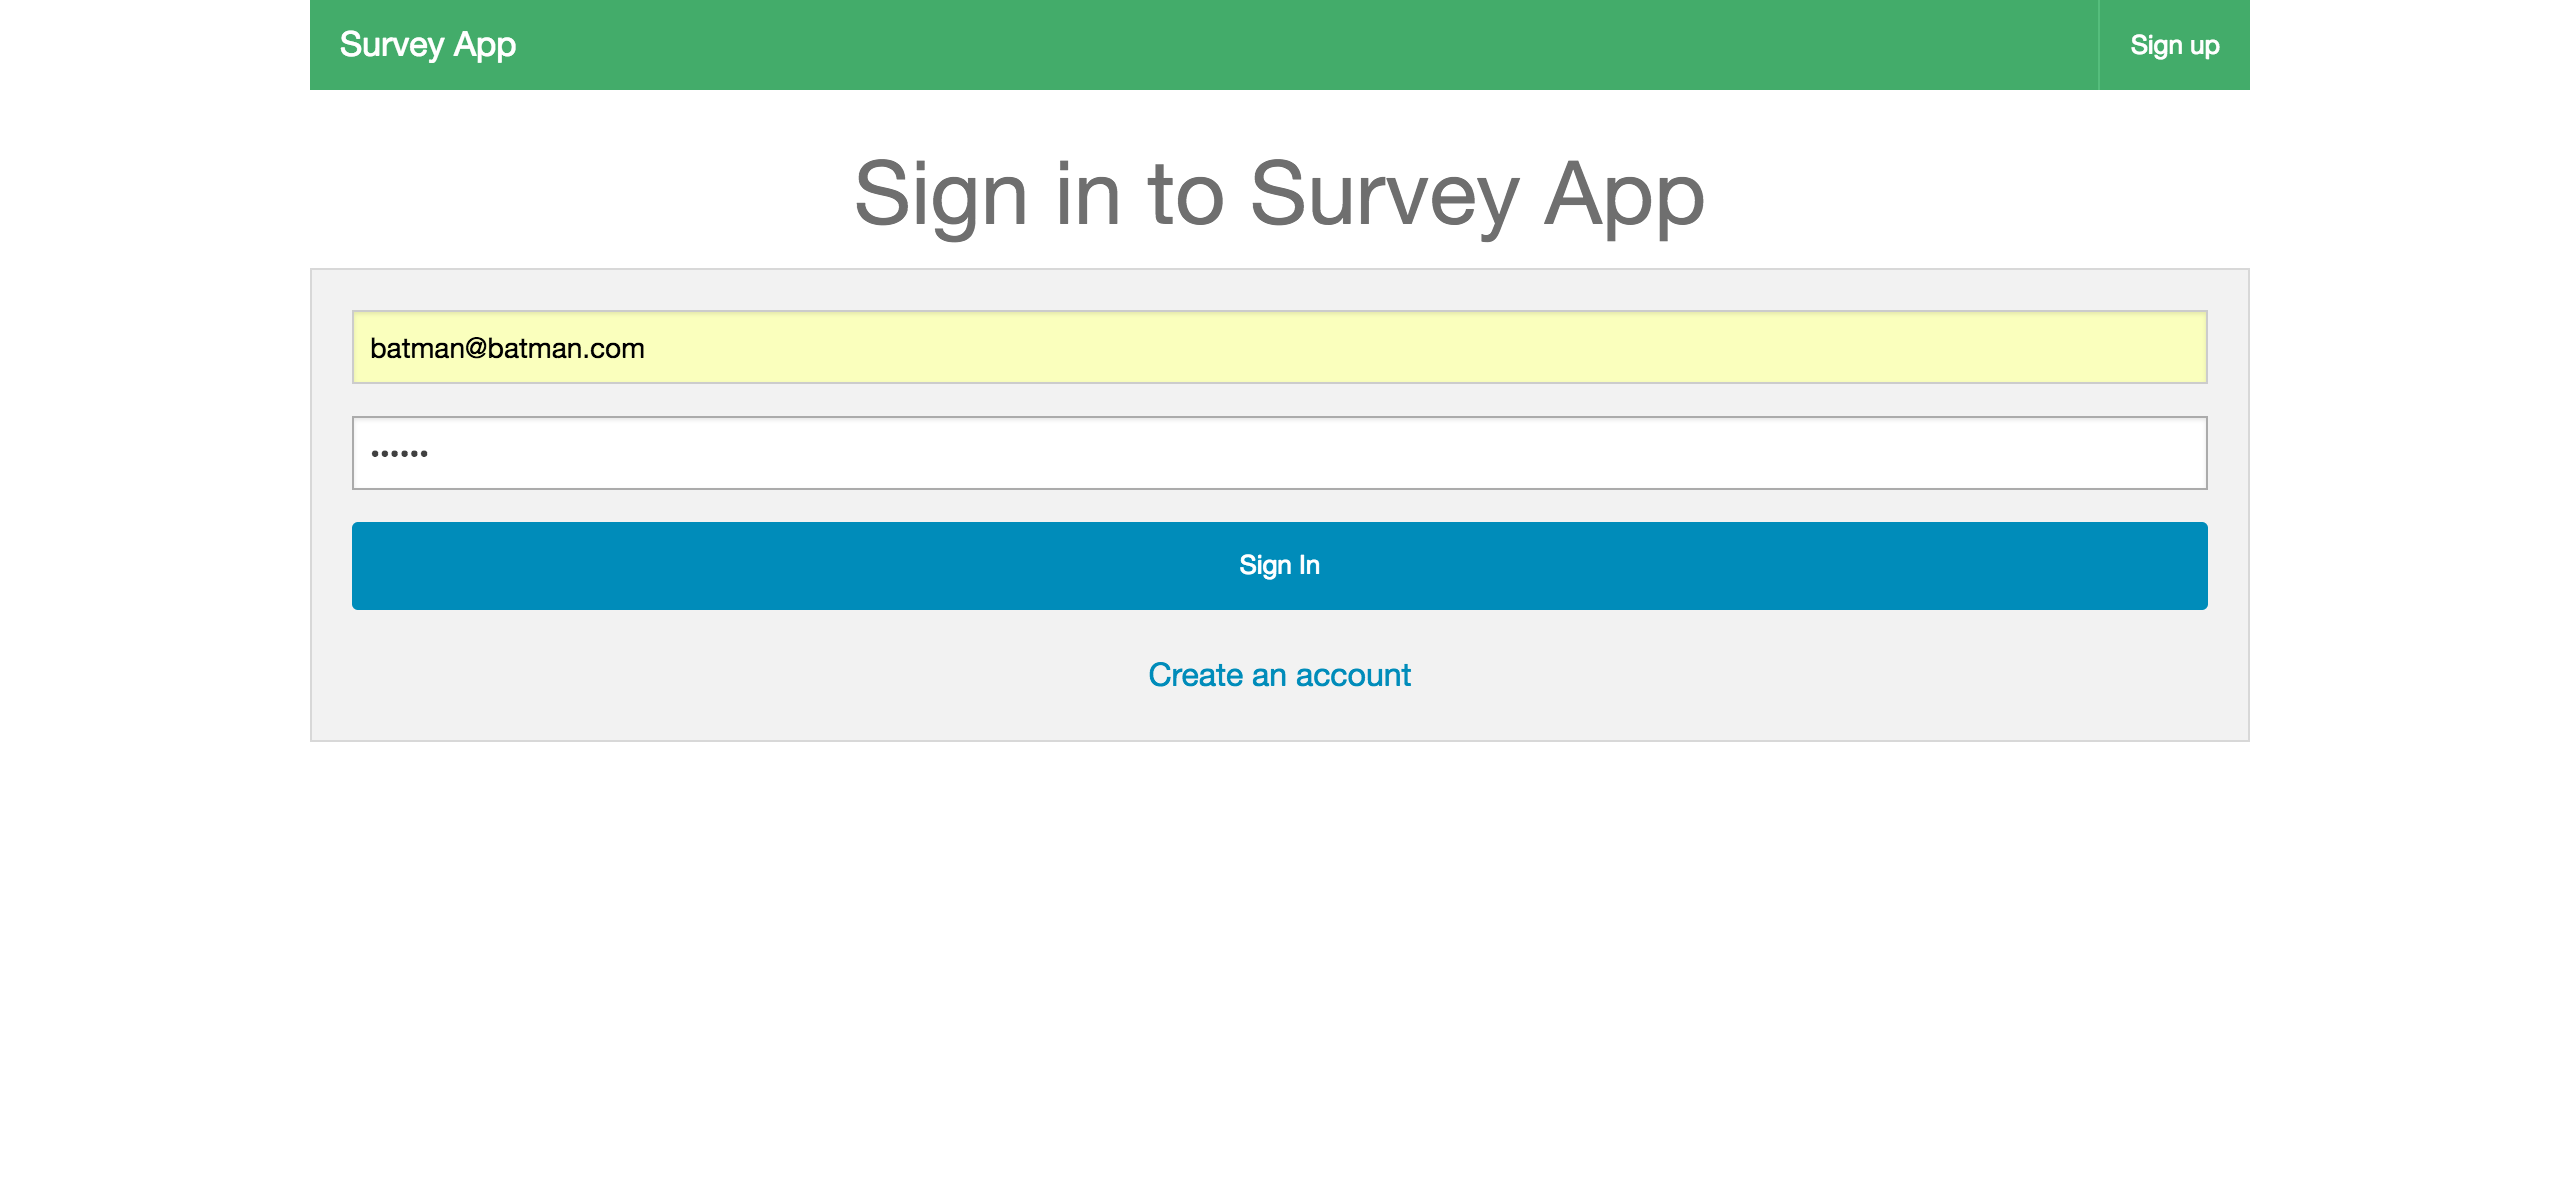 Survey App
Sign up
Sign in to Survey App
batman@batman.com
••••••
Sign In
Create an account